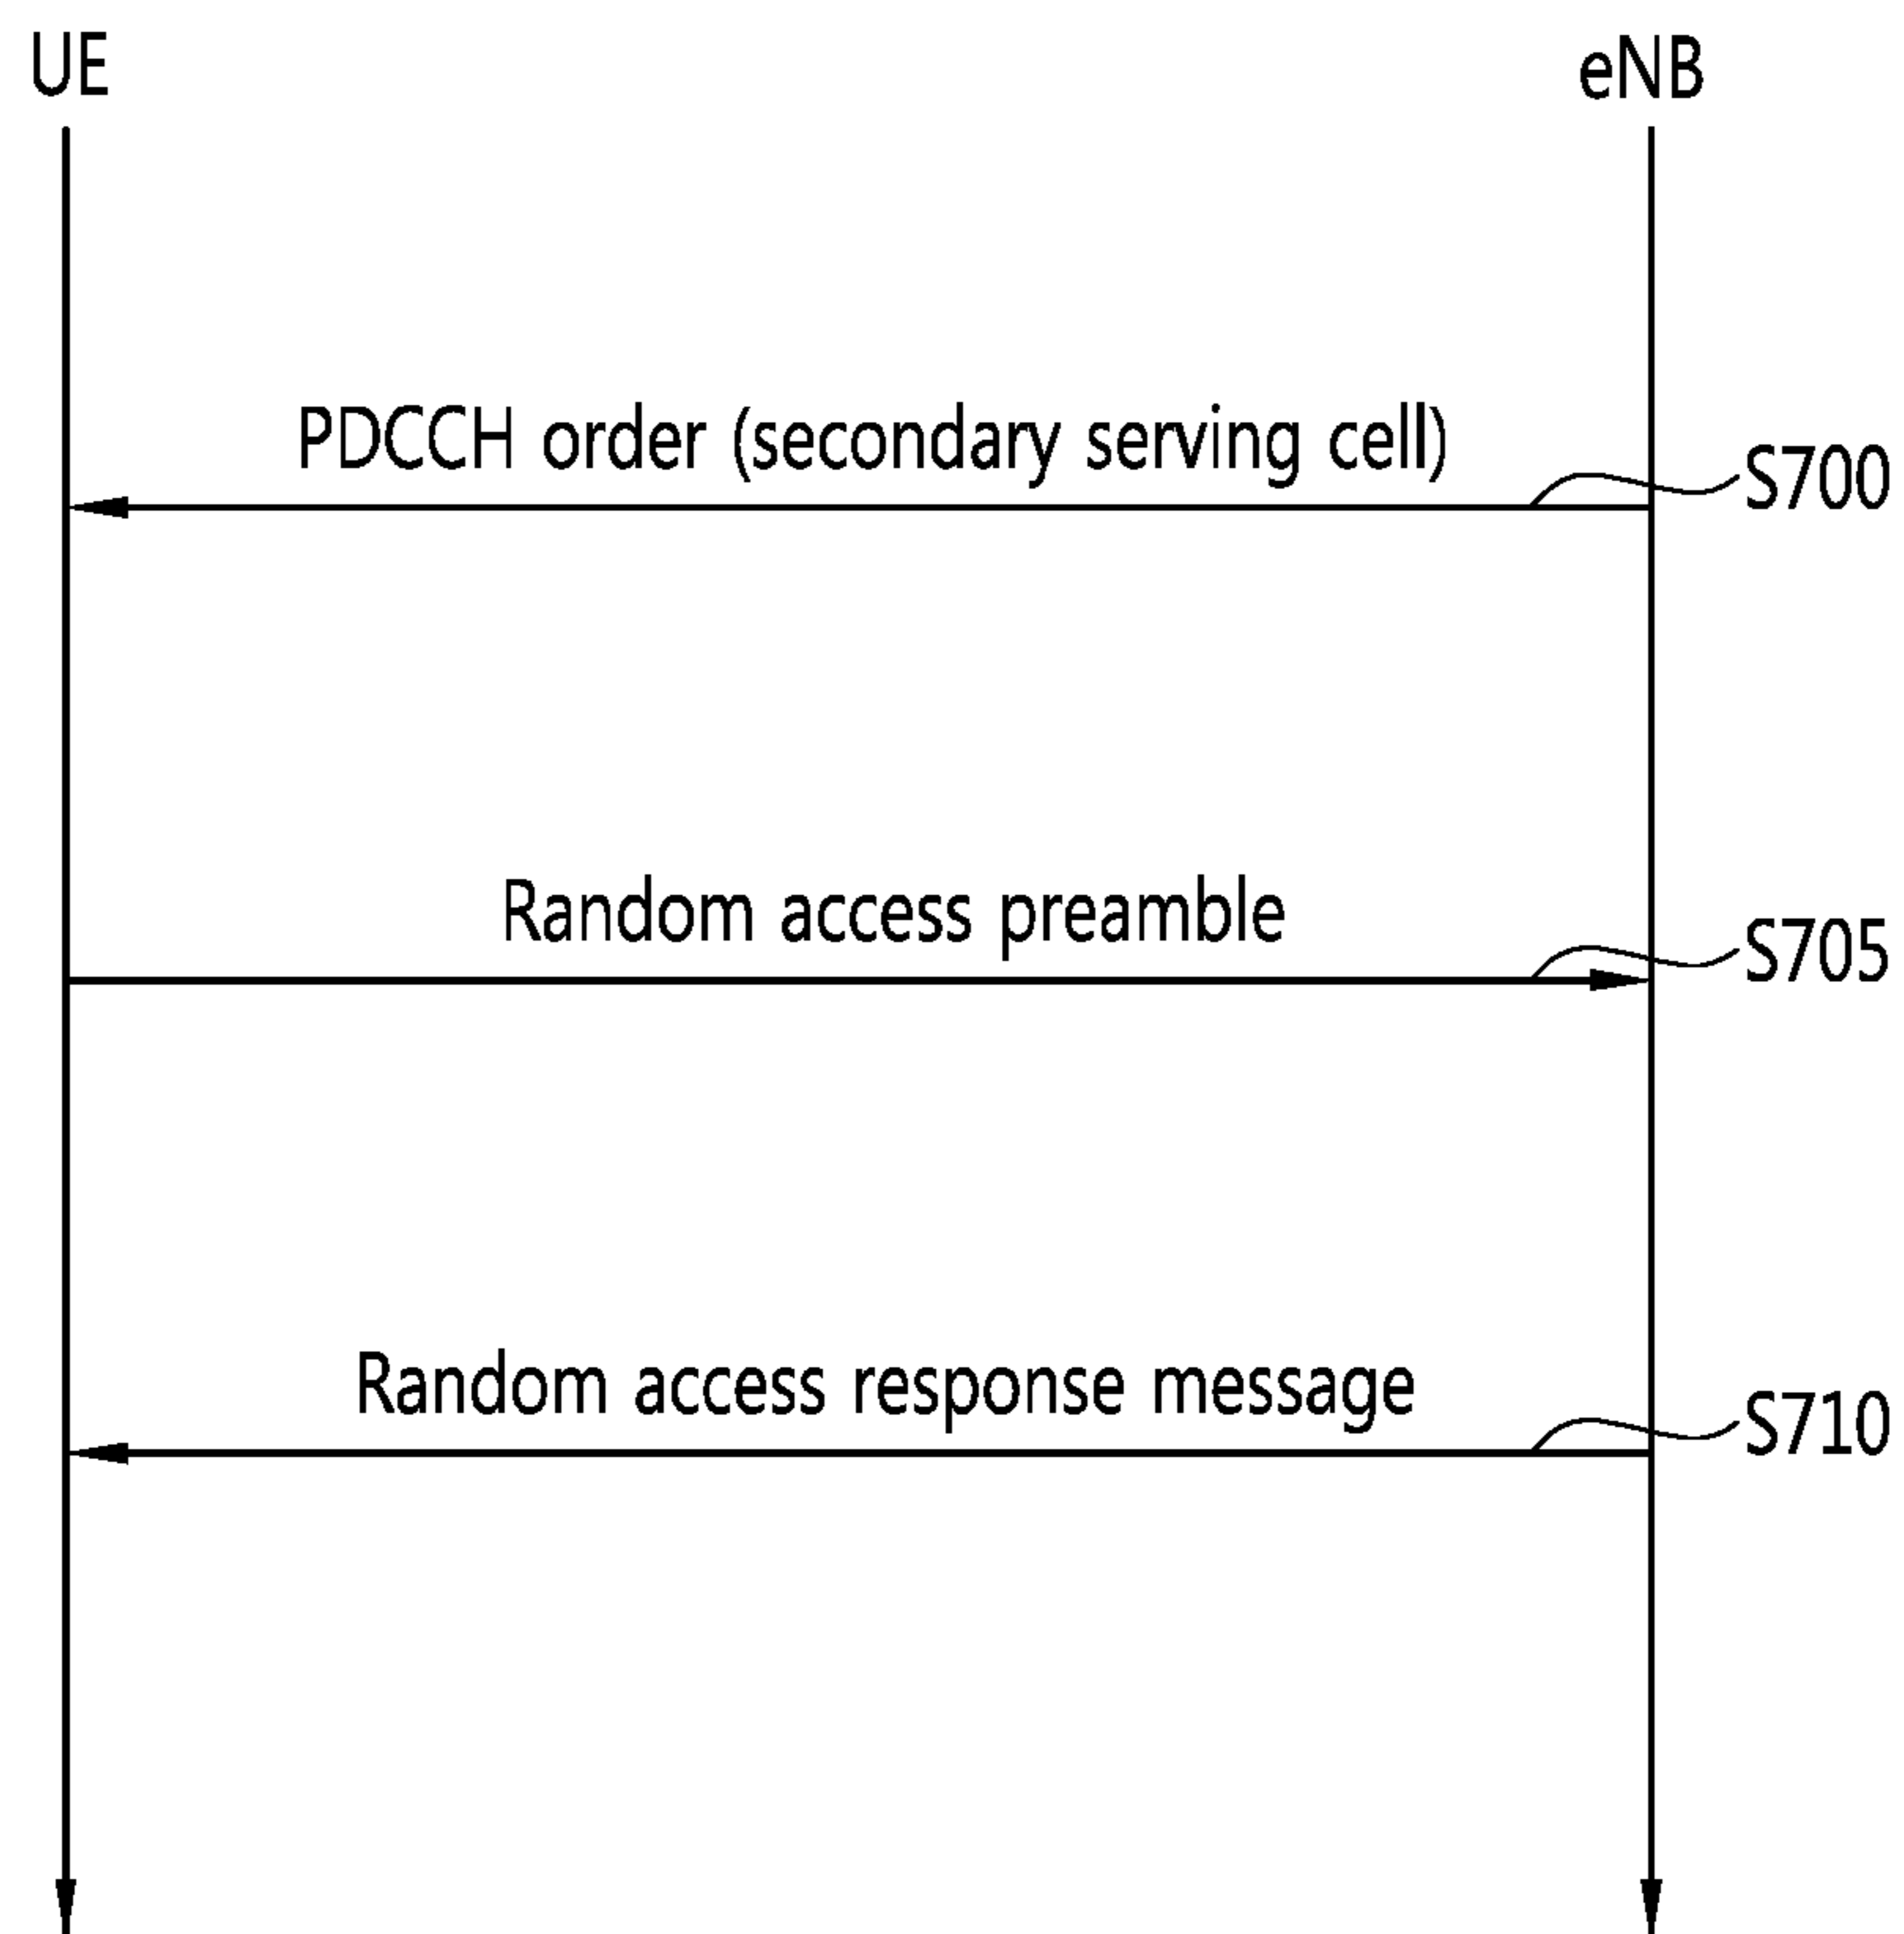 UE
eNB
PDCCH order (secondary serving cell)
S700
Random access preamble
S705
Random access response message
S710